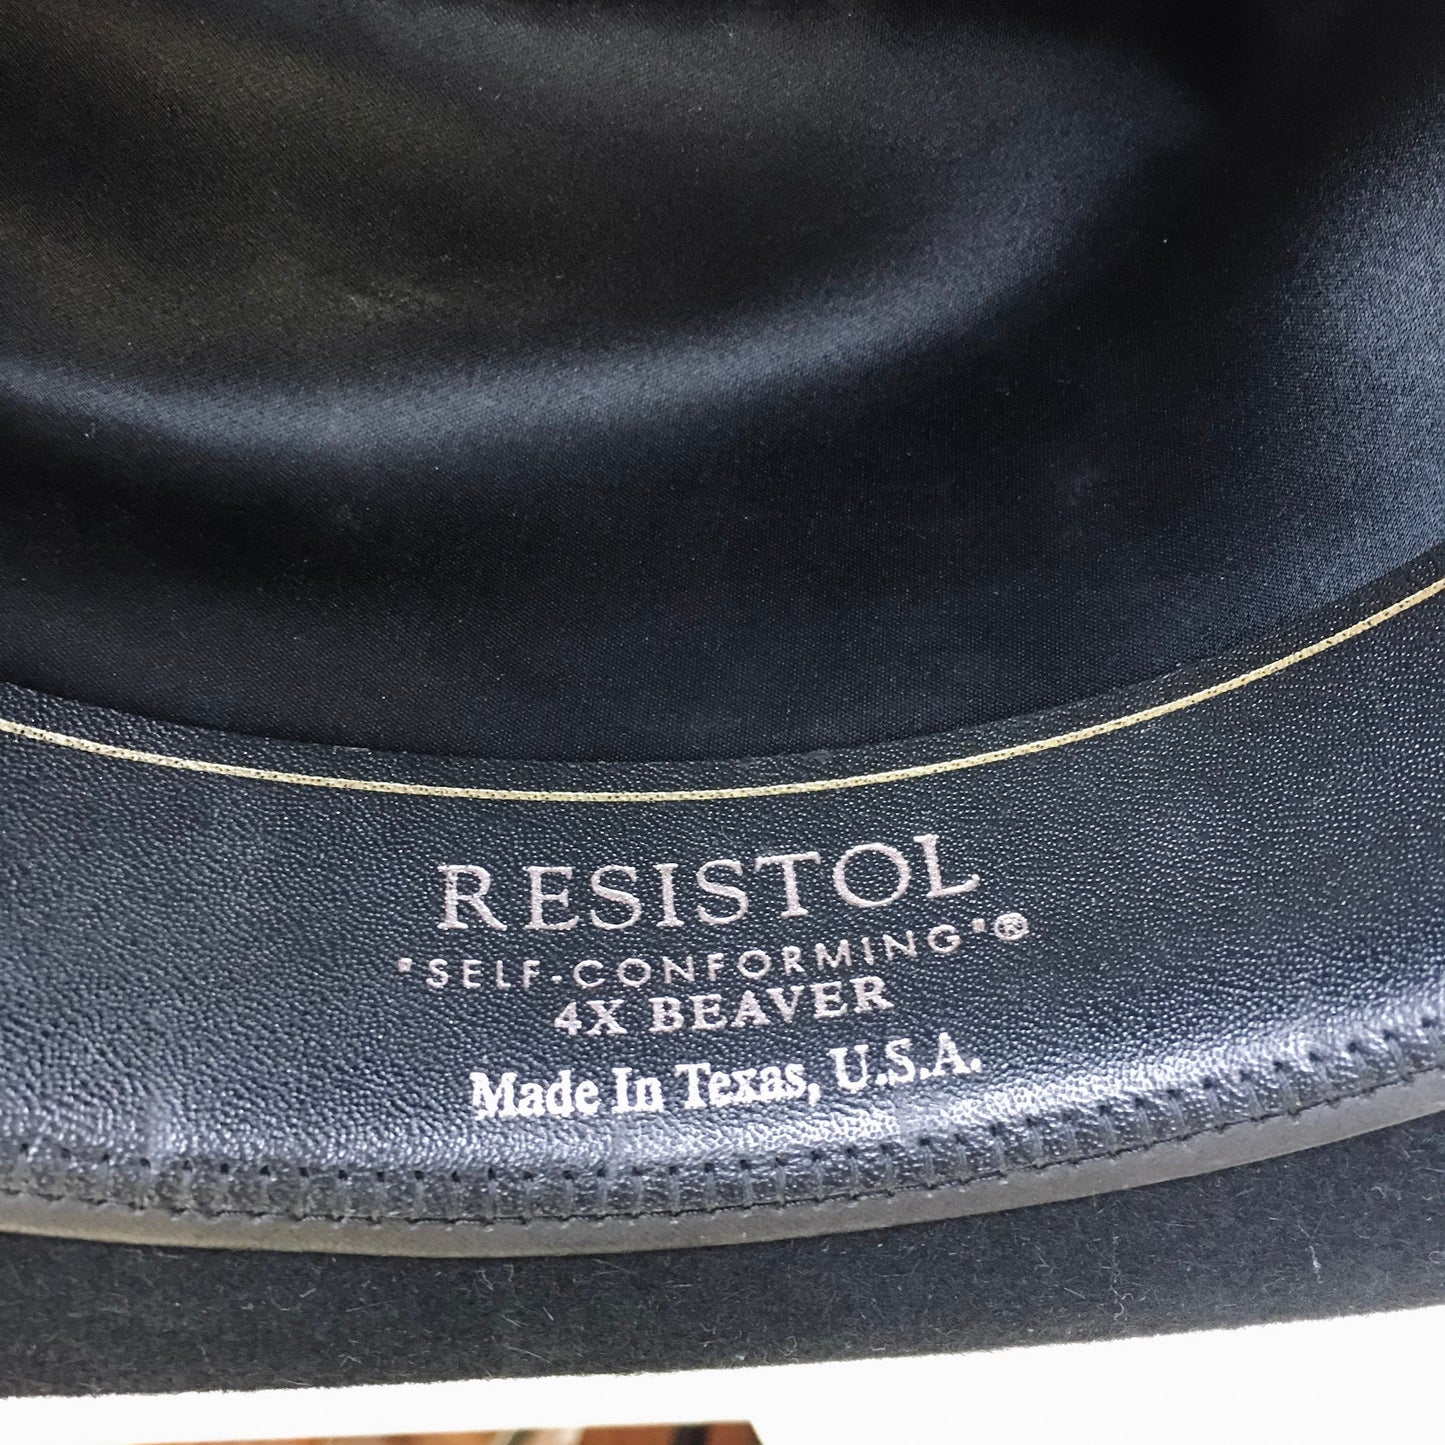 RESISTOL
"SELF-CONFORMING"®
4X BEAVER
Made In Texas, U.S.A.